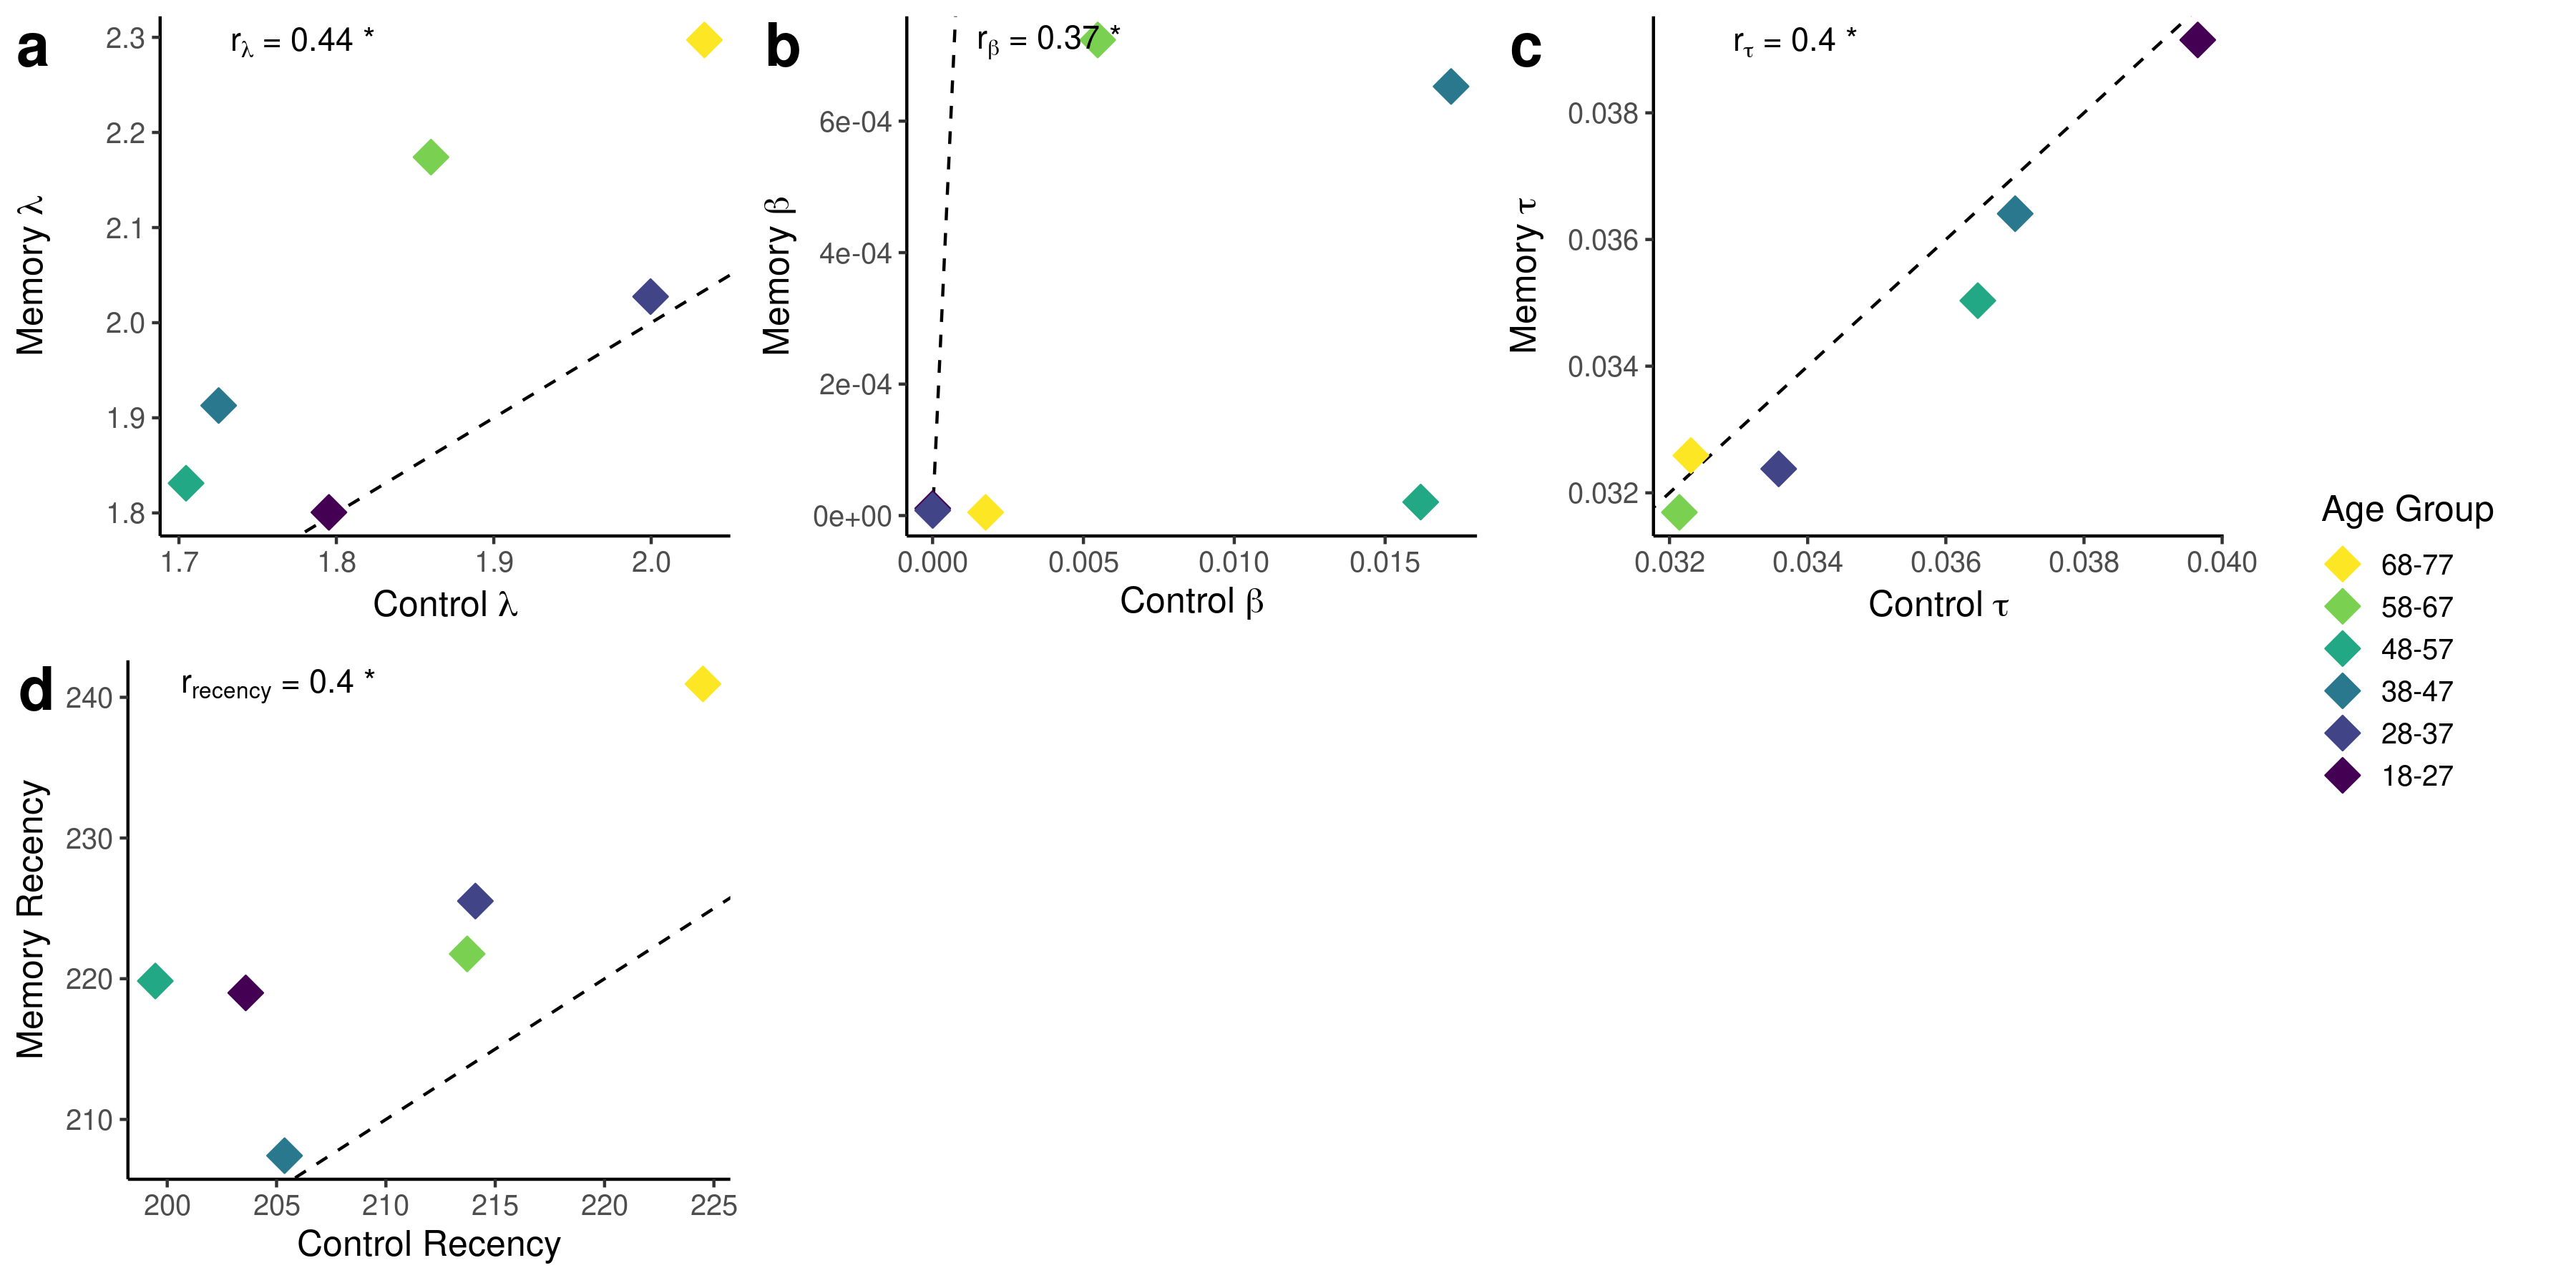 a
r_λ = 0.44 *
2.3
2.2
2.1
2.0
1.9
1.8
Memory λ
1.7 1.8 1.9 2.0
Control λ
b
r_β = 0.37 *
6e-04
4e-04
2e-04
0e+00
Memory β
0.000 0.005 0.010 0.015
Control β
c
r_τ = 0.4 *
0.038
0.036
0.034
0.032
Memory τ
0.032 0.034 0.036 0.038 0.040
Control τ
d
r_recency = 0.4 *
240
230
220
210
Memory Recency
200 205 210 215 220 225
Control Recency
Age Group
68-77
58-67
48-57
38-47
28-37
18-27